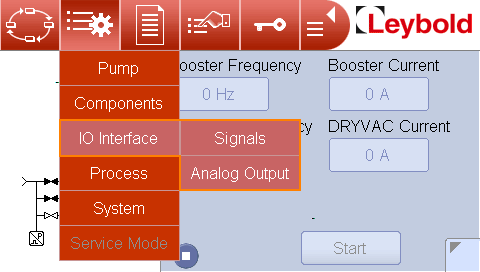 Leybold
Pump
Components
IO Interface
Process
System
Service Mode
Signals
Analog Output
ooster Frequency
Booster Current
0 Hz
0 A
cy
DRYVAC Current
0 A
Start
P